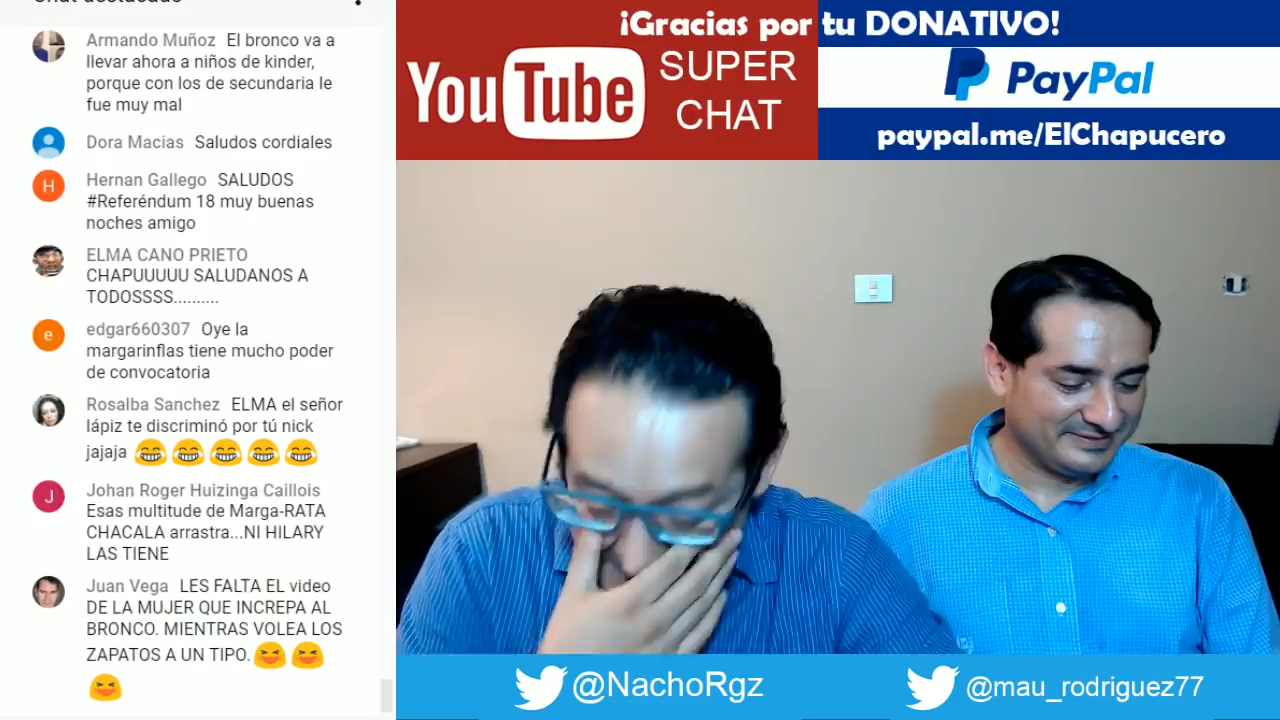 Chat destacado
Armando Muñoz El bronco va a
llevar ahora a niños de kinder,
porque con los de secundaria le
fue muy mal
Dora Macias Saludos cordiales
H
Hernan Gallego SALUDOS
#Referéndum 18 muy buenas
noches amigo
ELMA CANO PRIETO
CHAPUUUUU SALUDANOS A
TODOSSSS..........
e
edgar660307 Oye la
margarinflas tiene mucho poder
de convocatoria
Rosalba Sanchez ELMA el señor
lápiz te discriminó por tú nick
jajaja 😂😂😂😂😂
J
Johan Roger Huizinga Caillois
Esas multitude de Marga-RATA
CHACALA arrastra...NI HILARY
LAS TIENE
Juan Vega LES FALTA EL video
DE LA MUJER QUE INCREPA AL
BRONCO. MIENTRAS VOLEA LOS
ZAPATOS A UN TIPO.😆😆
😆
¡Gracias por tu DONATIVO!
YouTube
SUPER
CHAT
PayPal
paypal.me/ElChapucero
@NachoRgz
@mau_rodriguez77